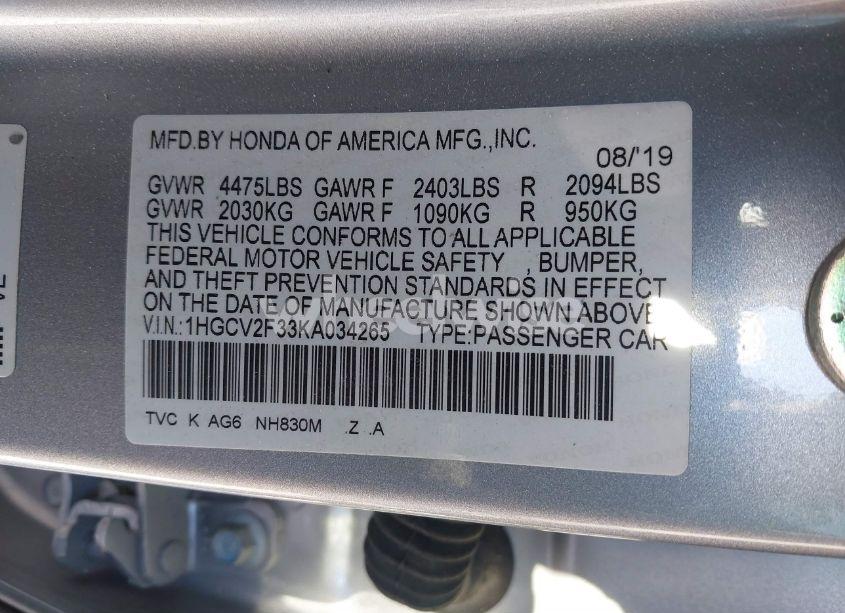 MFD.BY HONDA OF AMERICA MFG.,INC.
08/'19
GVWR 4475LBS GAWR F 2403LBS R 2094LBS
GVWR 2030KG GAWR F 1090KG R 950KG
THIS VEHICLE CONFORMS TO ALL APPLICABLE
FEDERAL MOTOR VEHICLE SAFETY , BUMPER,
AND THEFT PREVENTION STANDARDS IN EFFECT
ON THE DATE OF MANUFACTURE SHOWN ABOVE
V.I.N.:1HGCV2F33KA034265 TYPE:PASSENGER CAR
TVC K AG6 NH830M .Z .A